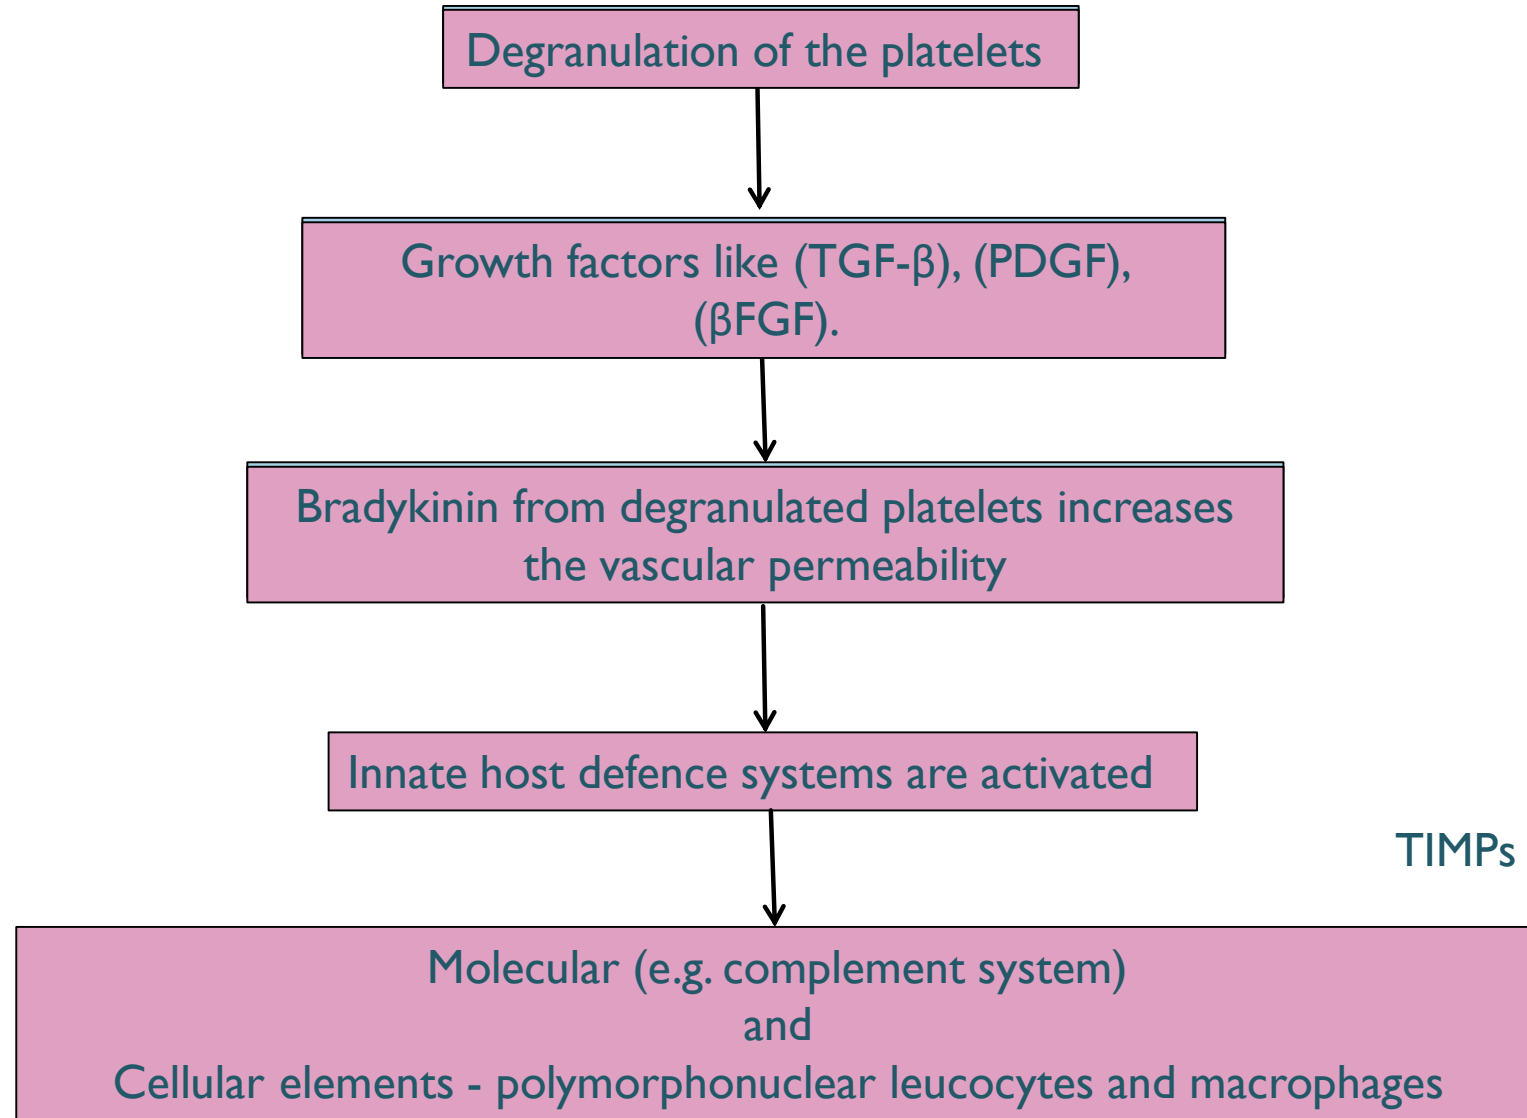 Degranulation of the platelets
Growth factors like (TGF-β), (PDGF),
(βFGF).
Bradykinin from degranulated platelets increases
the vascular permeability
Innate host defence systems are activated
TIMPs
Molecular (e.g. complement system)
and
Cellular elements - polymorphonuclear leucocytes and macrophages